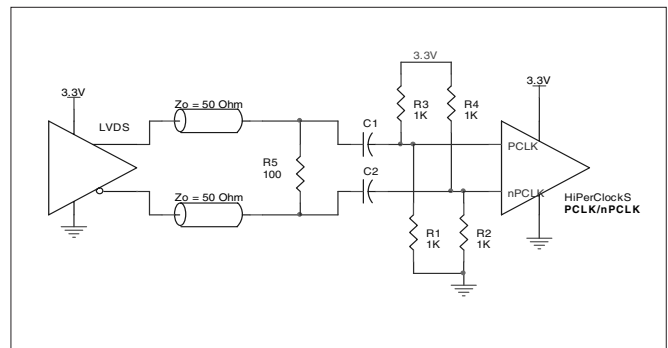 3.3V
3.3V
3.3V
LVDS
Zo = 50 Ohm
C1
R3
1K
R4
1K
PCLK
R5
100
Zo = 50 Ohm
C2
nPCLK
HiPerClockS
PCLK/nPCLK
R1
1K
R2
1K